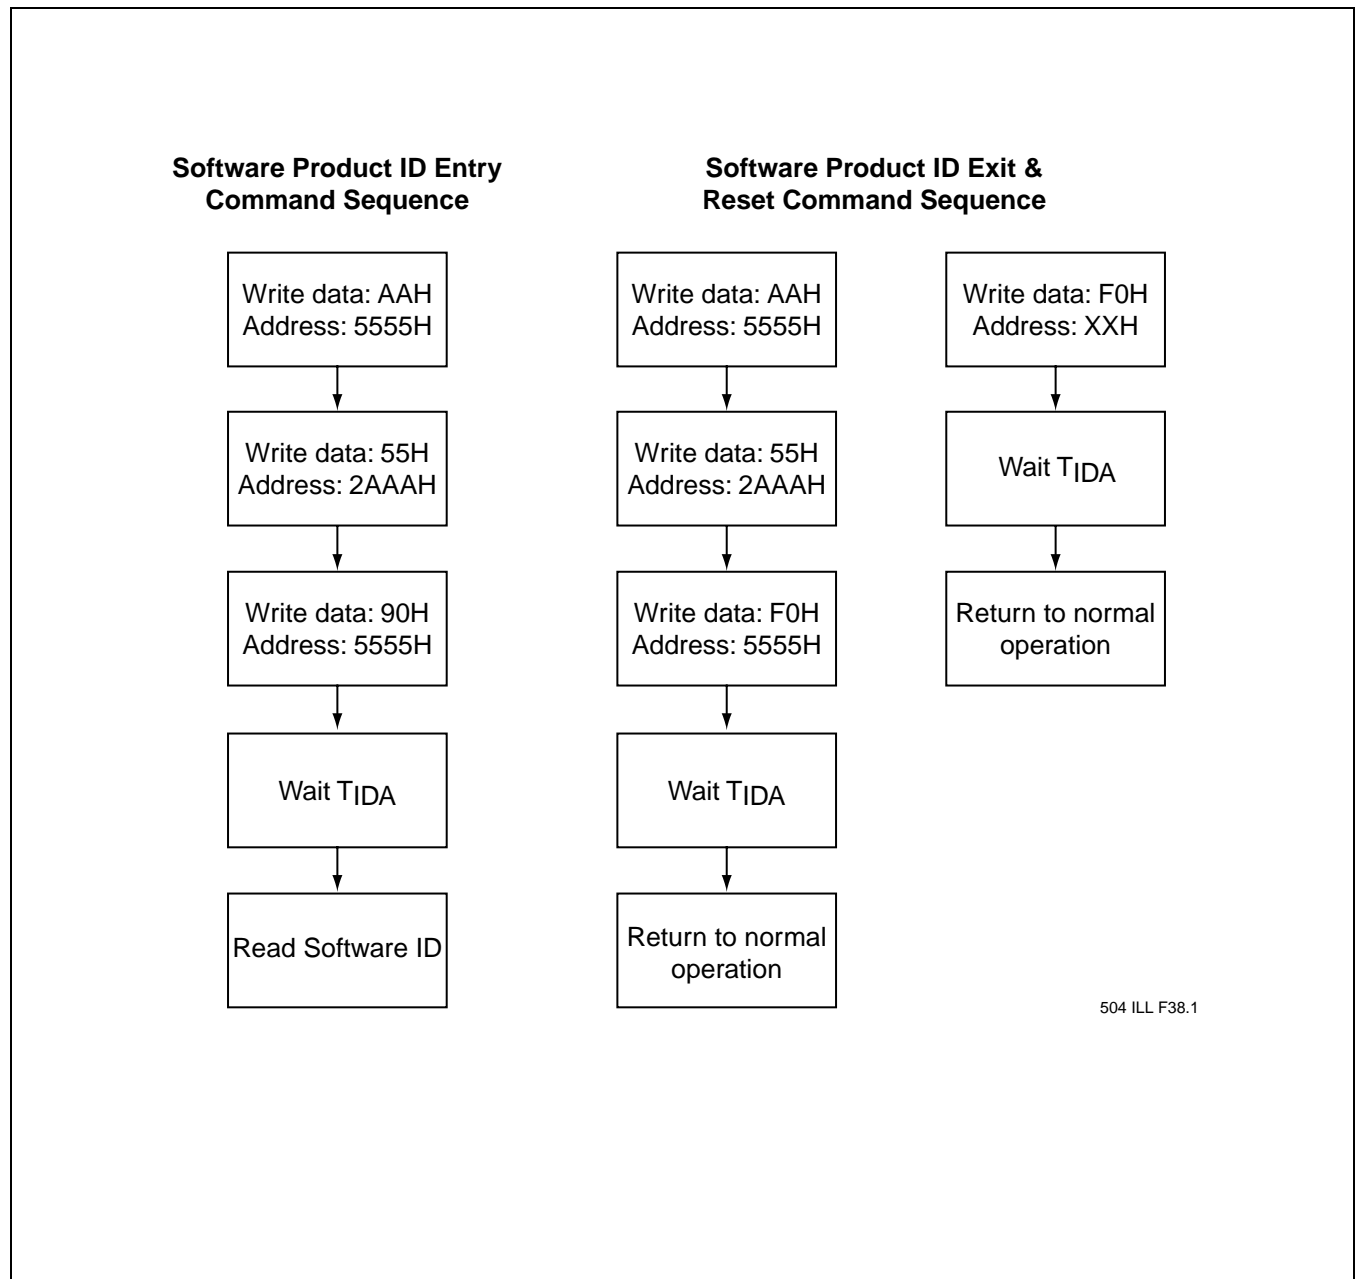 Software Product ID Entry
Command Sequence
Write data: AAH
Address: 5555H
Write data: 55H
Address: 2AAAH
Write data: 90H
Address: 5555H
Wait TIDA
Read Software ID
Software Product ID Exit &
Reset Command Sequence
Write data: AAH
Address: 5555H
Write data: 55H
Address: 2AAAH
Write data: F0H
Address: 5555H
Wait TIDA
Return to normal
operation
Write data: F0H
Address: XXH
Wait TIDA
Return to normal
operation
504 ILL F38.1